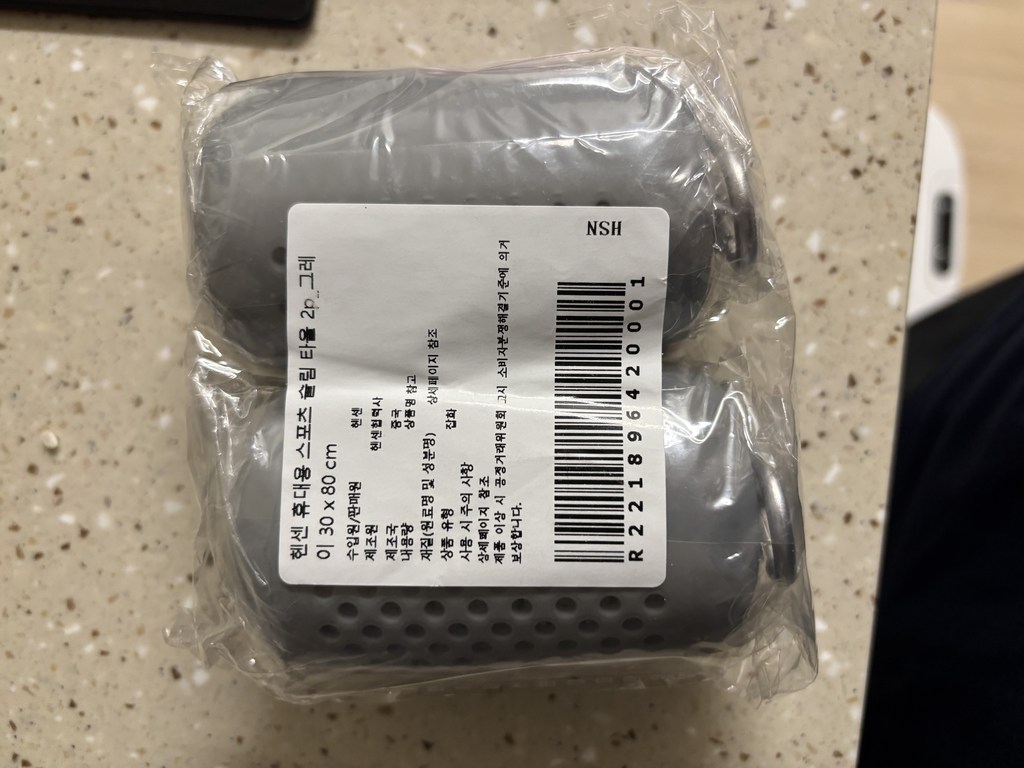 헨센 휴대용 스포츠 슬림 타올 2p_그레
이 30 x 80 cm
수입원/판매원 헨센
제조원 헨센협력사
제조국 중국
내용량 상품명 참고
재질(원료명 및 성분명) 상세페이지 참조
상품 유형 잡화
사용 시 주의 사항
상세페이지 참조
제품 이상 시 공정거래위원회 고시 소비자분쟁해결기준에 의거
보상합니다.
HSN
R221896420001